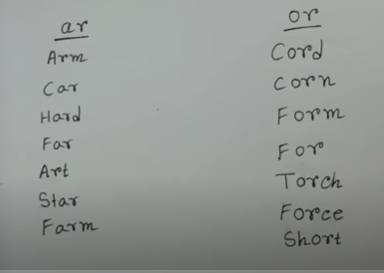 ar
Arm
Car
Hard
Far
Art
Star
Farm
or
Cord
Corn
Form
For
Torch
Force
Short